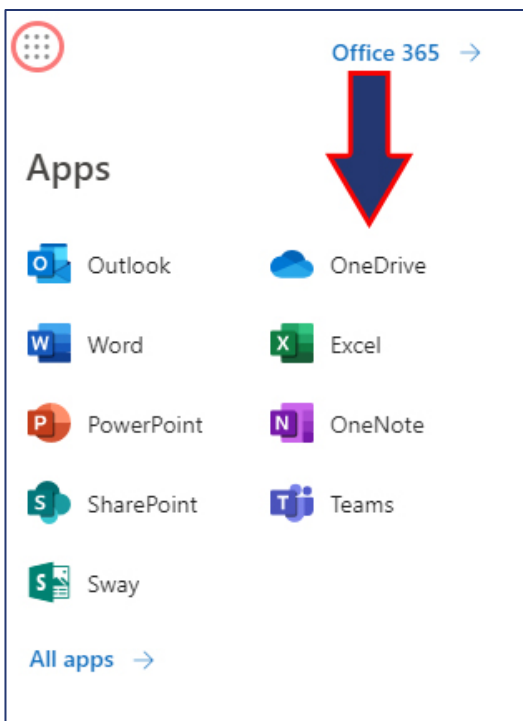 Office 365 →
Apps
Outlook
OneDrive
Word
Excel
PowerPoint
OneNote
SharePoint
Teams
Sway
All apps →